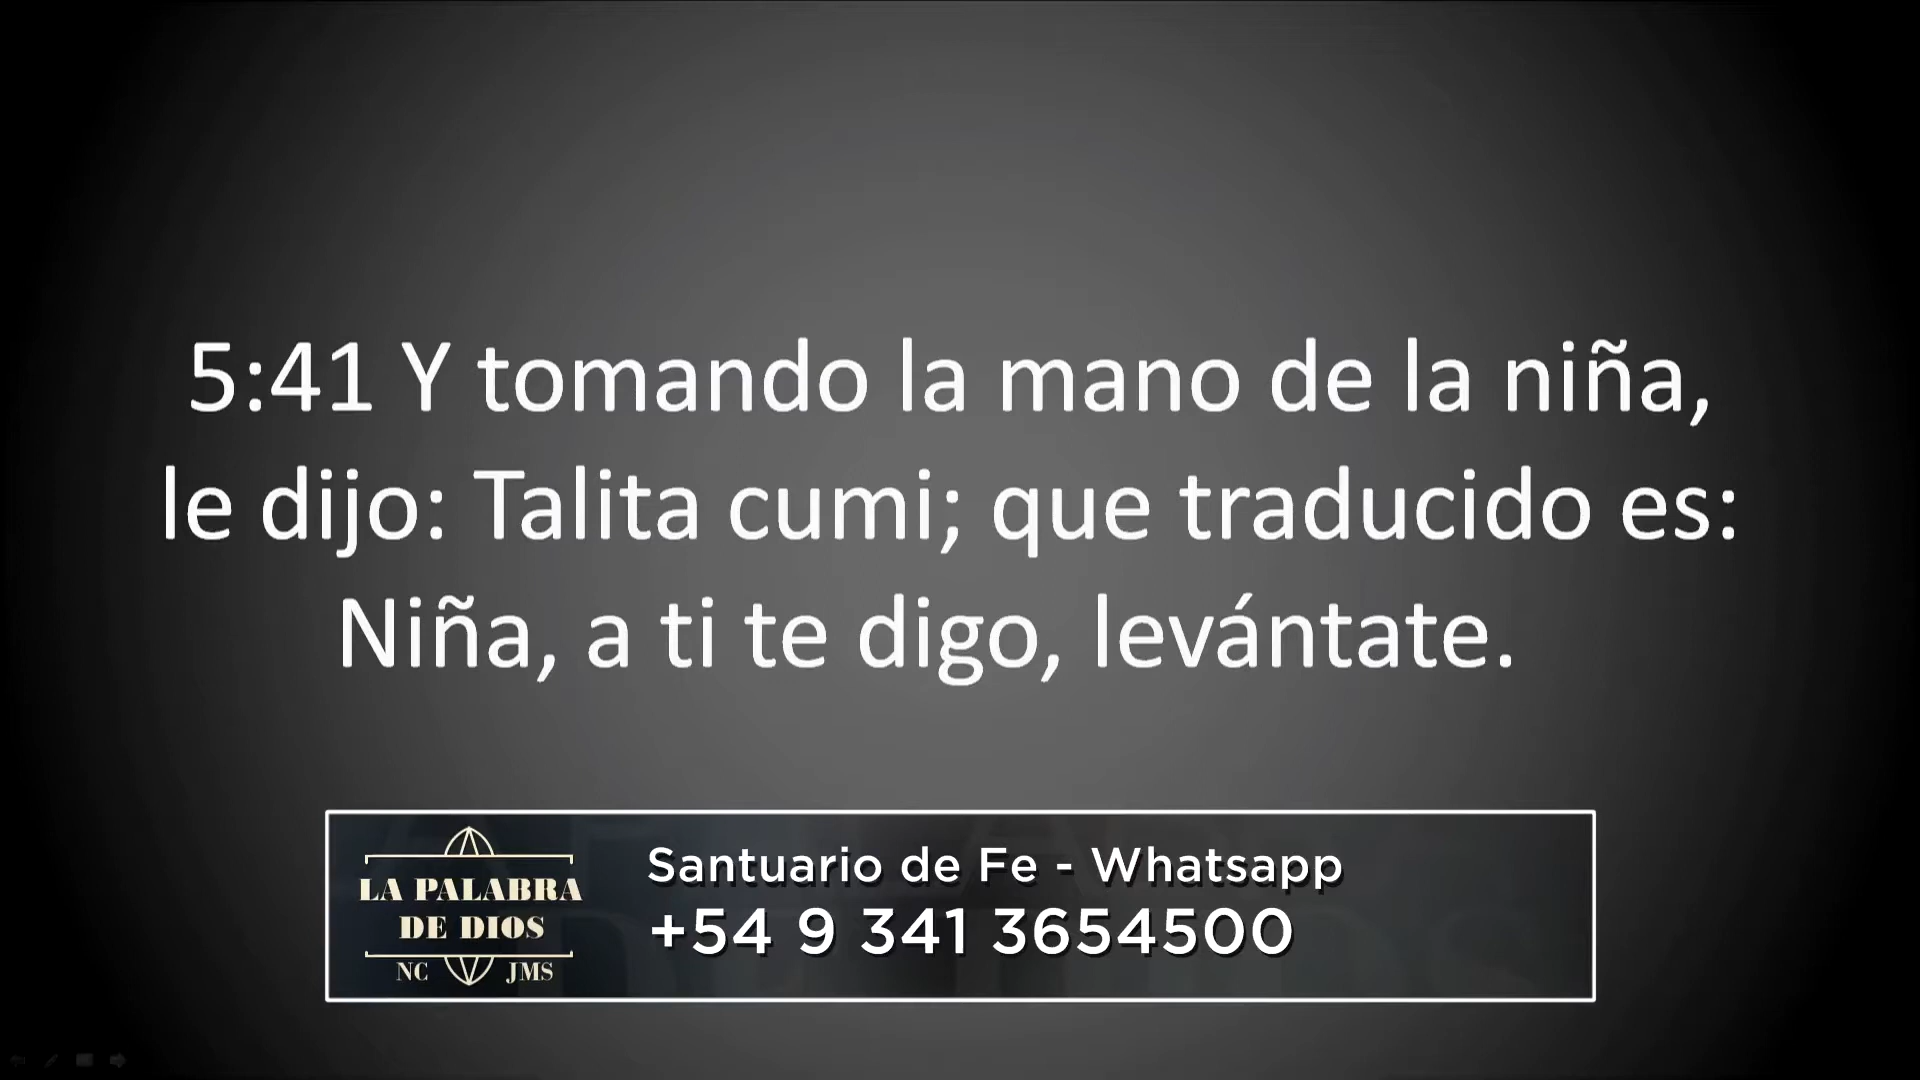 5:41 Y tomando la mano de la niña,
le dijo: Talita cumi; que traducido es:
Niña, a ti te digo, levántate.
LA PALABRA
DE DIOS
NC JMS
Santuario de Fe - Whatsapp
+54 9 341 3654500